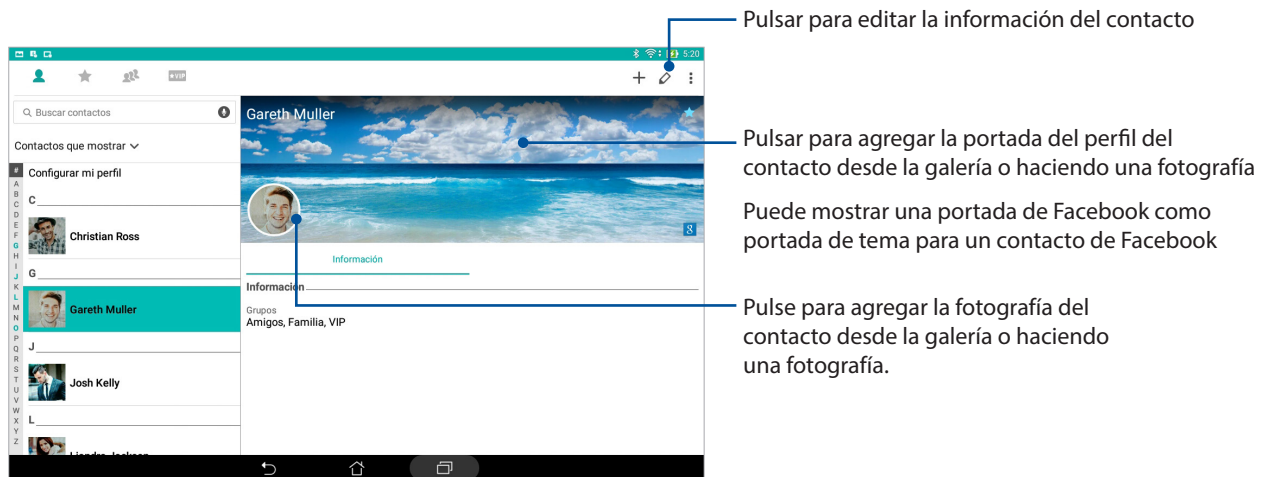 Pulsar para editar la información del contacto
5:20
VIP
Buscar contactos
Contactos que mostrar
#
A
B
C
D
E
F
G
H
I
J
K
L
M
N
O
P
Q
R
S
T
U
V
W
X
Y
Z
Configurar mi perfil
C
Christian Ross
G
Gareth Muller
J
Josh Kelly
L
Gareth Muller
8
Información
Información
Grupos
Amigos, Familia, VIP
Pulsar para agregar la portada del perfil del
contacto desde la galería o haciendo una fotografía
Puede mostrar una portada de Facebook como
portada de tema para un contacto de Facebook
Pulse para agregar la fotografía del
contacto desde la galería o haciendo
una fotografía.